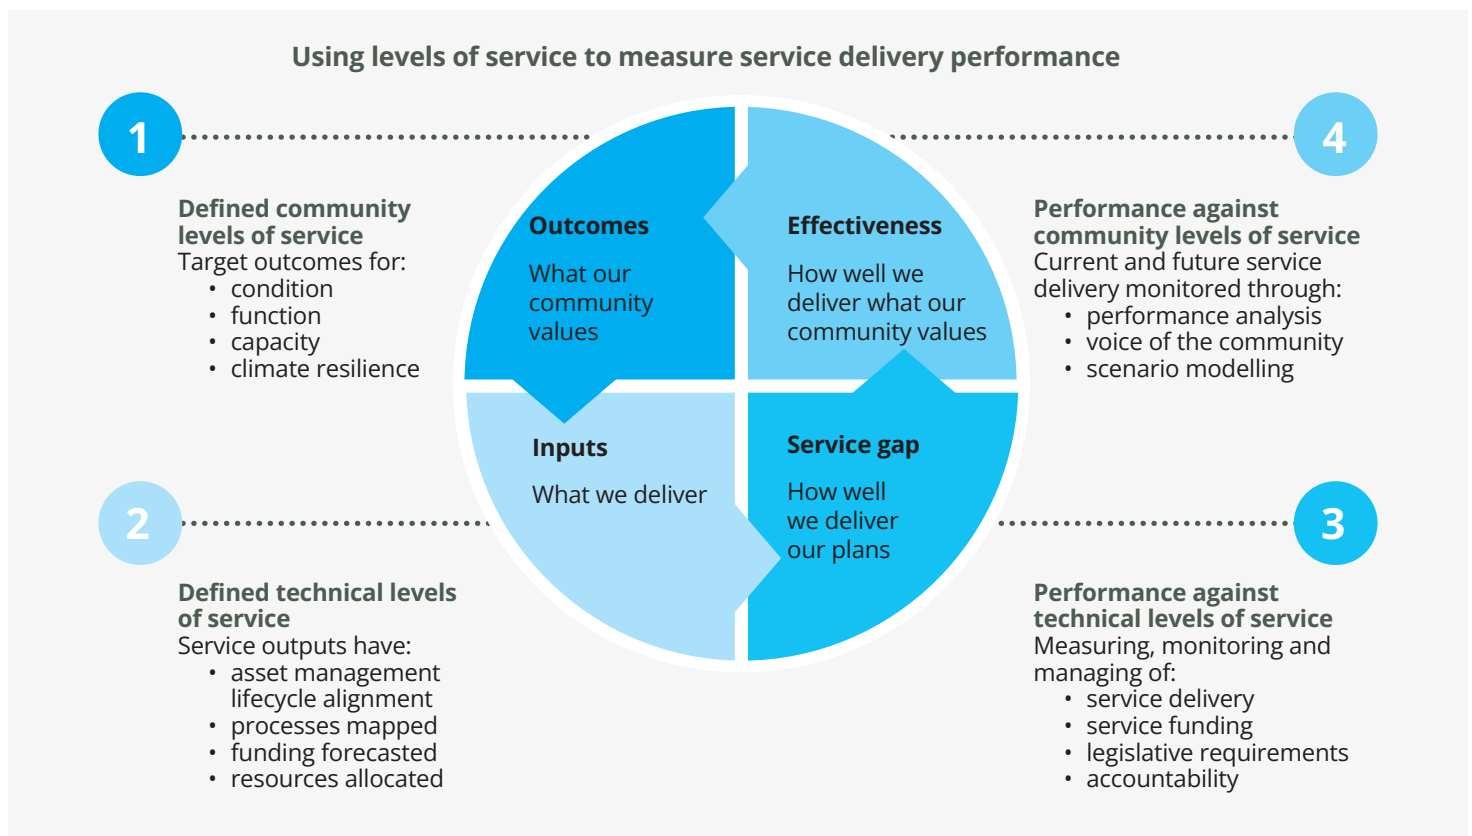 Using levels of service to measure service delivery performance
1
Defined community
levels of service
Target outcomes for:
• condition
• function
• capacity
• climate resilience
Outcomes
What our
community
values
Effectiveness
How well we
deliver what our
community values
4
Performance against
community levels of service
Current and future service
delivery monitored through:
• performance analysis
• voice of the community
• scenario modelling
2
Defined technical levels
of service
Service outputs have:
• asset management
lifecycle alignment
• processes mapped
• funding forecasted
• resources allocated
Inputs
What we deliver
Service gap
How well
we deliver
our plans
3
Performance against
technical levels of service
Measuring, monitoring and
managing of:
• service delivery
• service funding
• legislative requirements
• accountability